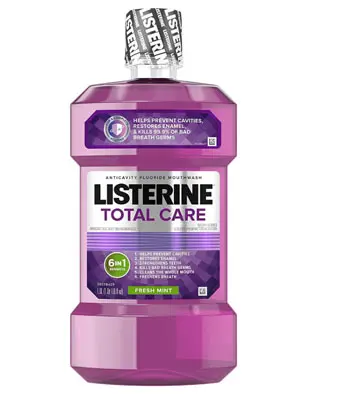 LISTERINE
HELPS PREVENT CAVITIES,
RESTORES ENAMEL,
& KILLS 99.9% OF BAD
BREATH GERMS
ANTICAVITY FLUORIDE MOUTHWASH
LISTERINE
TOTAL CARE
6 IN 1
BENEFITS
1. HELPS PREVENT CAVITIES
2. RESTORES ENAMEL
3. STRENGTHENS TEETH
4. KILLS BAD BREATH GERMS
5. CLEANS THE WHOLE MOUTH
6. FRESHENS BREATH
FRESH MINT